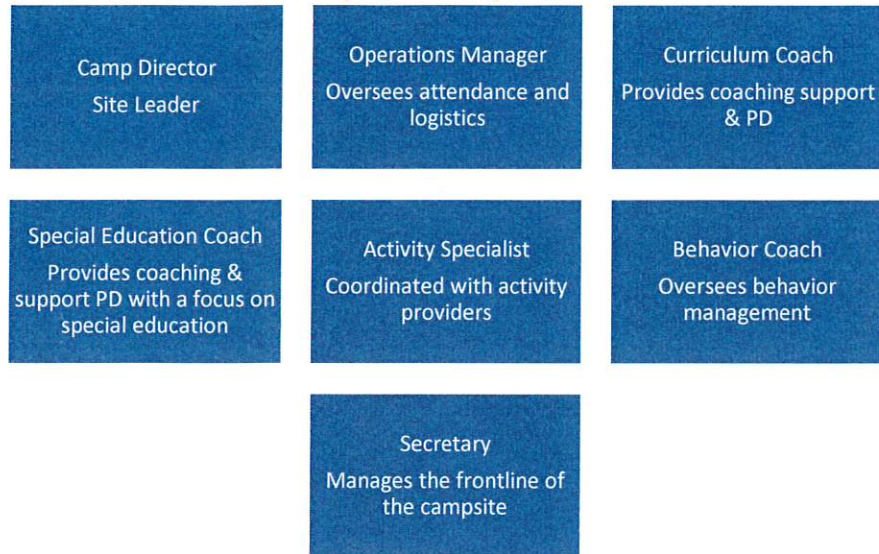 Camp Director
Site Leader
Operations Manager
Oversees attendance and
logistics
Curriculum Coach
Provides coaching support
& PD
Special Education Coach
Provides coaching &
support PD with a focus on
special education
Activity Specialist
Coordinated with activity
providers
Behavior Coach
Oversees behavior
management
Secretary
Manages the frontline of
the campsite